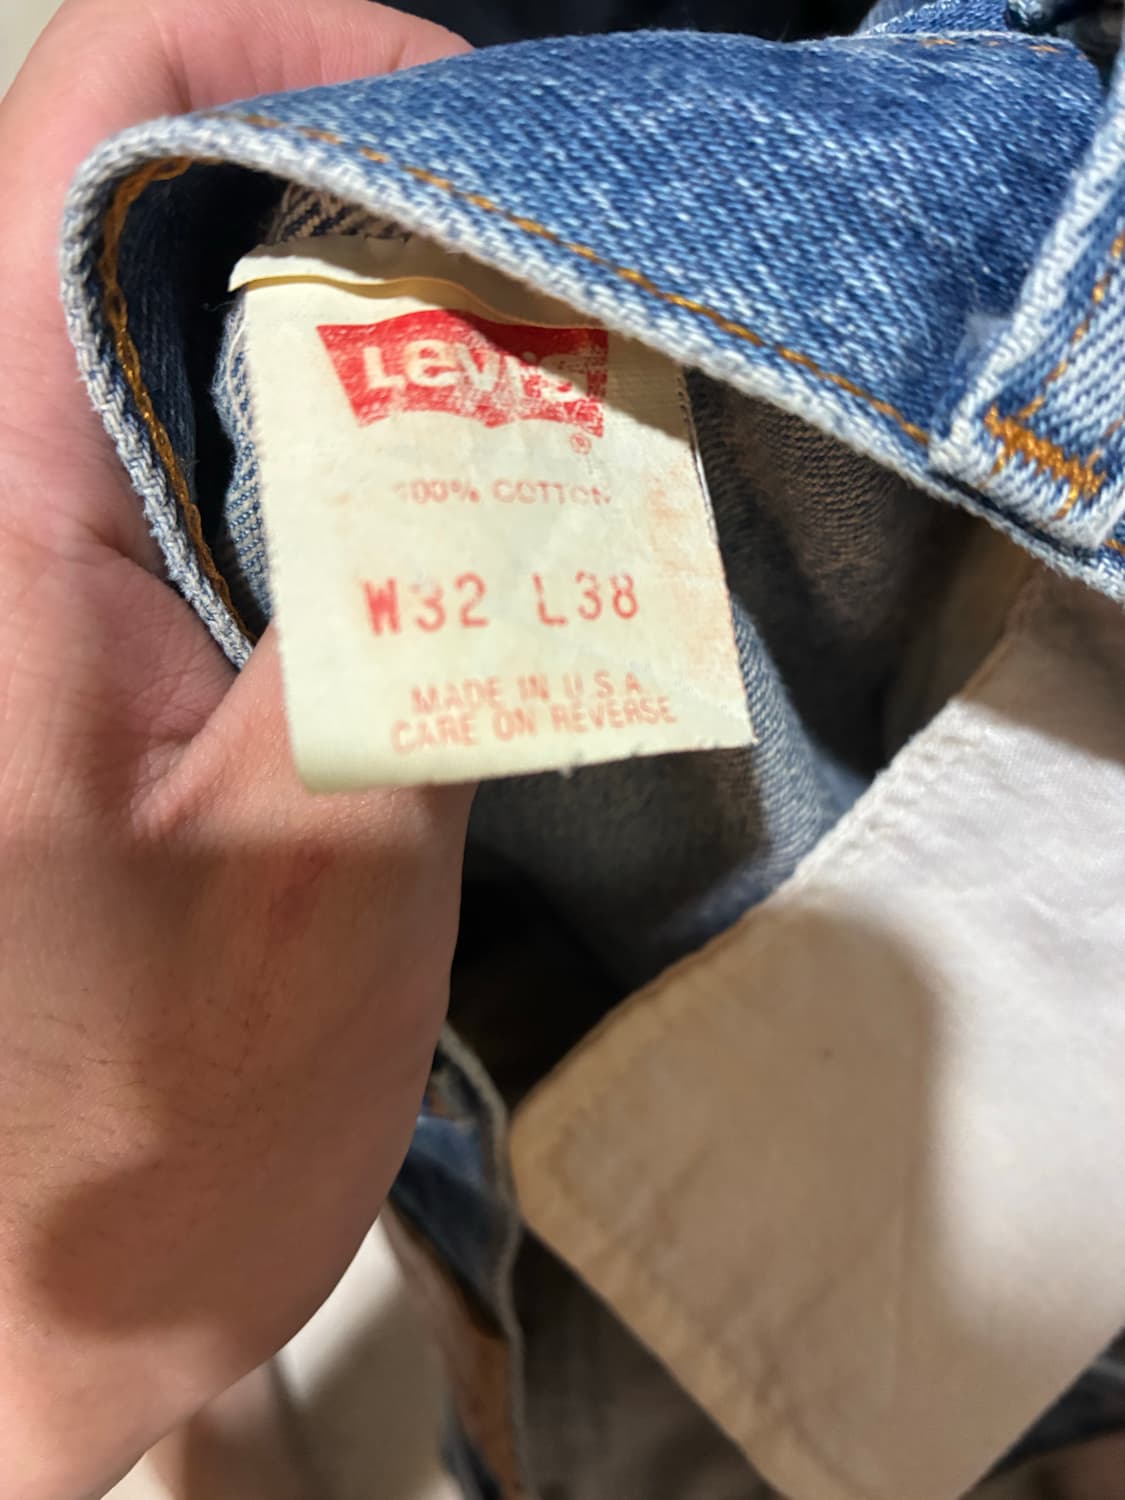 Levi's
®
100% COTTON
W32 L38
MADE IN U.S.A.
CARE ON REVERSE